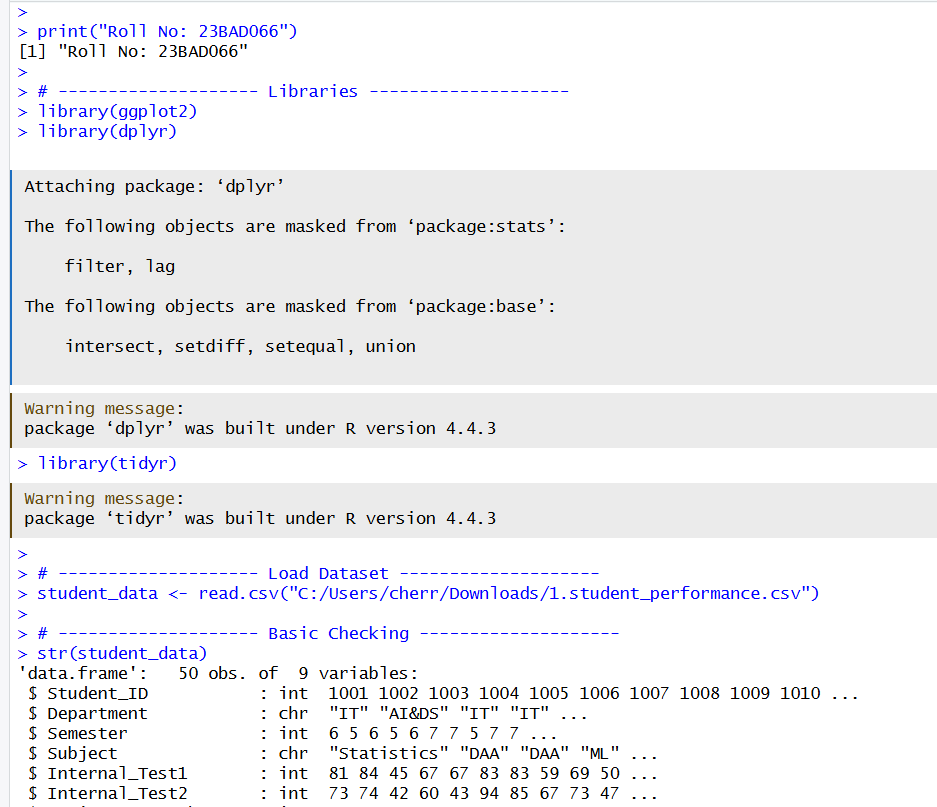 >
> print("Roll No: 23BAD066")
[1] "Roll No: 23BAD066"
>
> # -------------------- Libraries --------------------
> library(ggplot2)
> library(dplyr)
Attaching package: ‘dplyr’
The following objects are masked from ‘package:stats’:
filter, lag
The following objects are masked from ‘package:base’:
intersect, setdiff, setequal, union
Warning message:
package ‘dplyr’ was built under R version 4.4.3
> library(tidyr)
Warning message:
package ‘tidyr’ was built under R version 4.4.3
>
> # -------------------- Load Dataset --------------------
> student_data <- read.csv("C:/Users/cherr/Downloads/1.student_performance.csv")
>
> # -------------------- Basic Checking --------------------
> str(student_data)
'data.frame':   50 obs. of  9 variables:
 $ Student_ID           : int  1001 1002 1003 1004 1005 1006 1007 1008 1009 1010 ...
 $ Department           : chr  "IT" "AI&DS" "IT" "IT" ...
 $ Semester             : int  6 5 6 5 6 7 7 5 7 7 ...
 $ Subject              : chr  "Statistics" "DAA" "DAA" "ML" ...
 $ Internal_Test1       : int  81 84 45 67 67 83 83 59 69 50 ...
 $ Internal_Test2       : int  73 74 42 60 43 94 85 67 73 47 ...